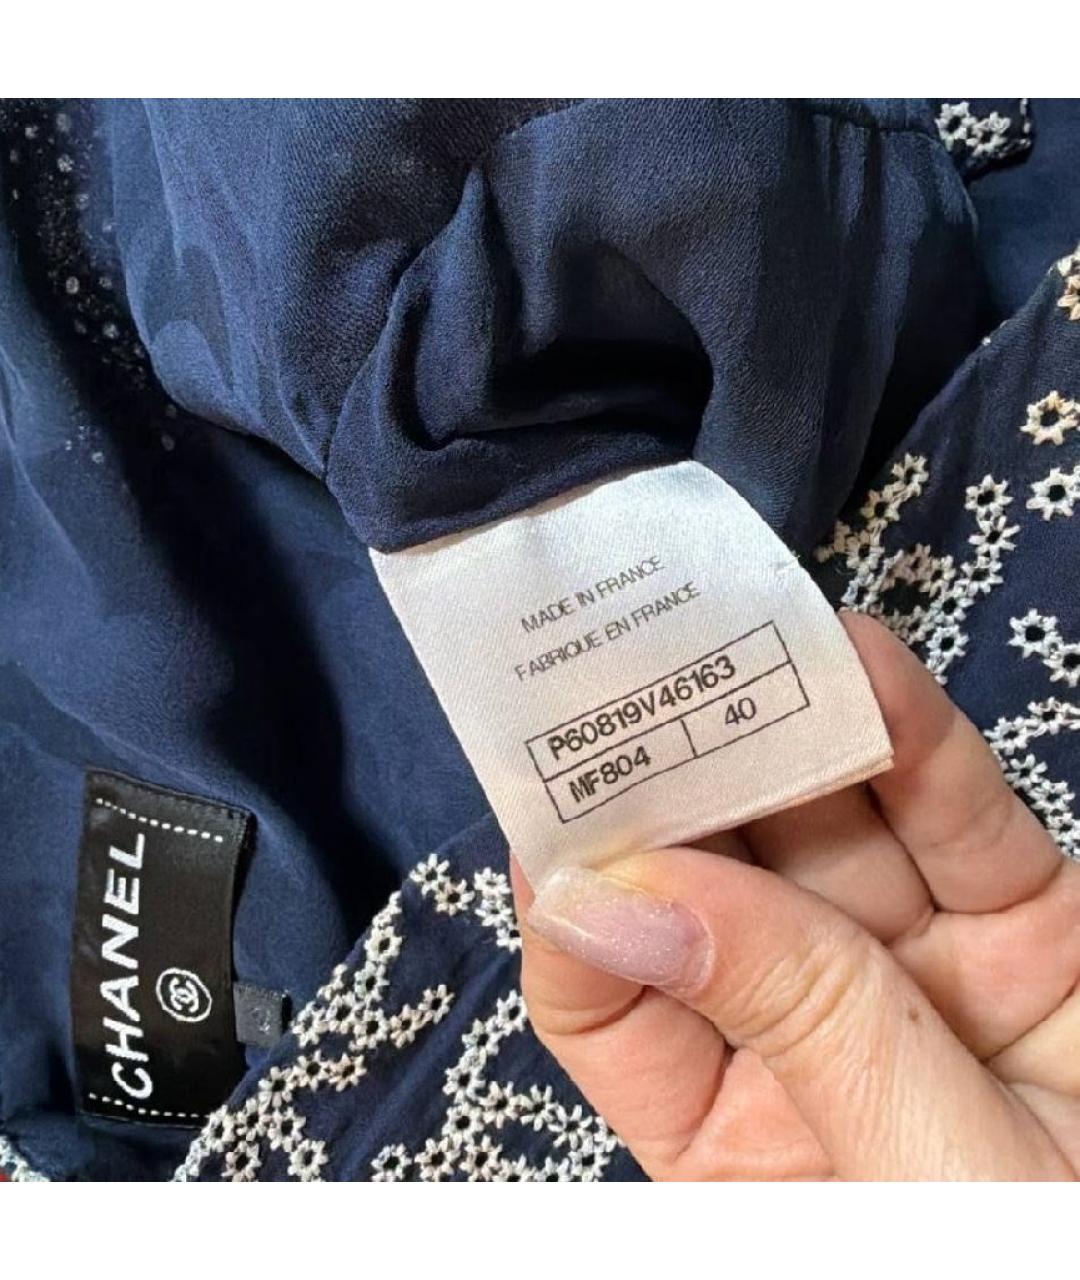 MADE IN FRANCE
FABRIQUE EN FRANCE
P60819V46163
MF804 40
CHANEL